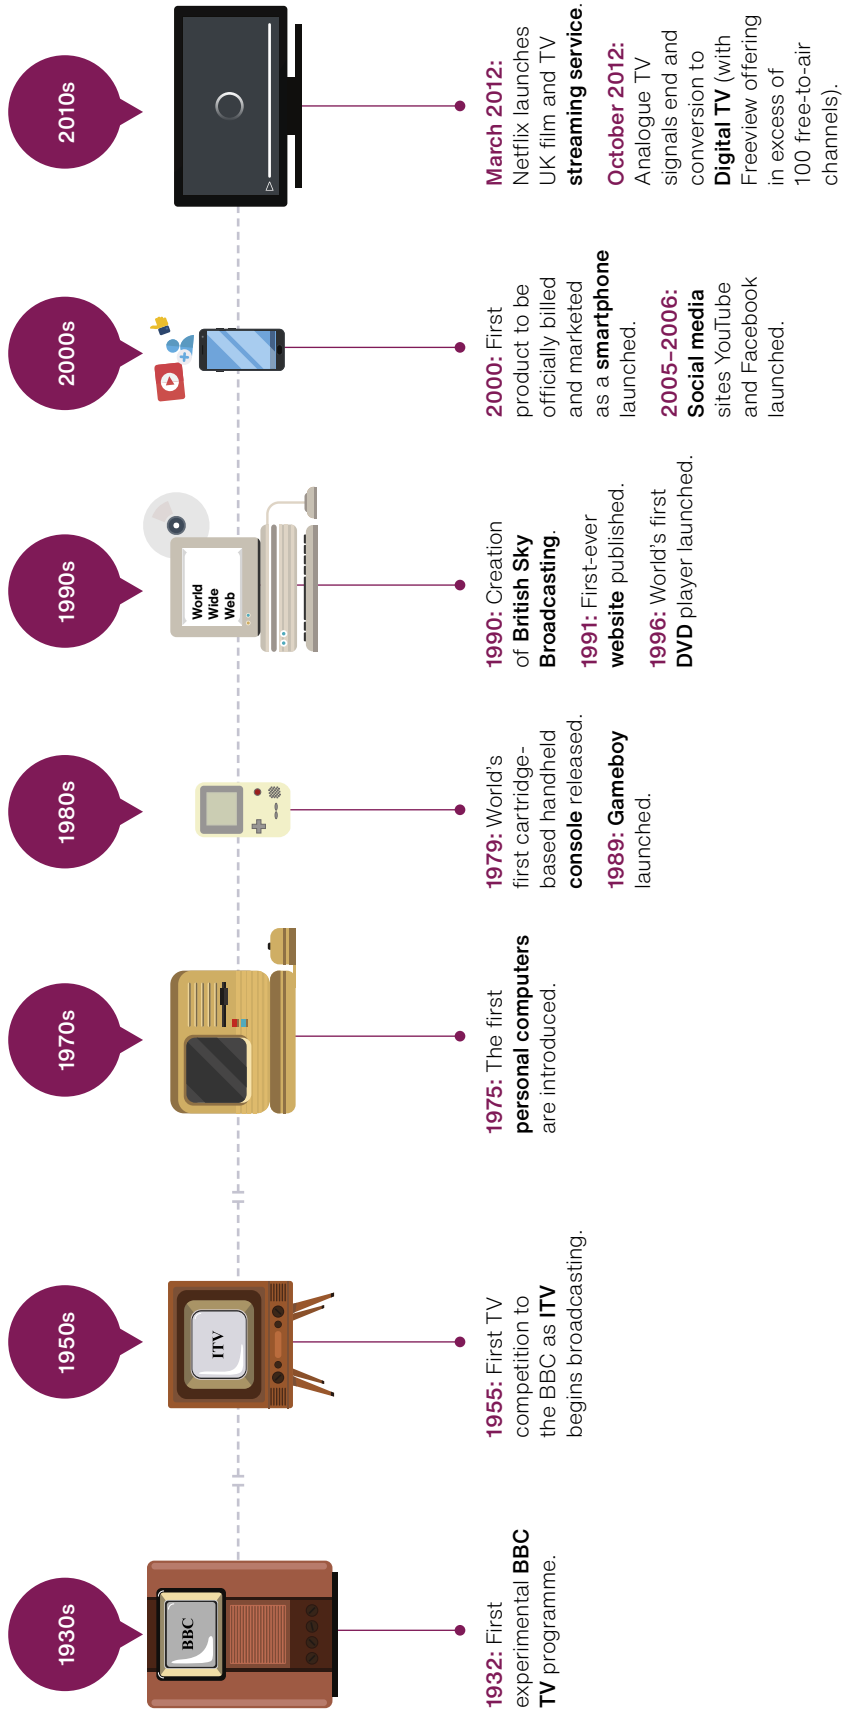 1930s
BBC
1932: First
experimental BBC
TV programme.
1950s
ITV
1955: First TV
competition to
the BBC as ITV
begins broadcasting.
1970s
1975: The first
personal computers
are introduced.
1980s
1979: World's
first cartridge-
based handheld
console released.
1989: Gameboy
launched.
1990s
World
Wide
Web
1990: Creation
of British Sky
Broadcasting.
1991: First-ever
website published.
1996: World's first
DVD player launched.
2000s
2000: First
product to be
officially billed
and marketed
as a smartphone
launched.
2005–2006:
Social media
sites YouTube
and Facebook
launched.
2010s
March 2012:
Netflix launches
UK film and TV
streaming service.
October 2012:
Analogue TV
signals end and
conversion to
Digital TV (with
Freeview offering
in excess of
100 free-to-air
channels).